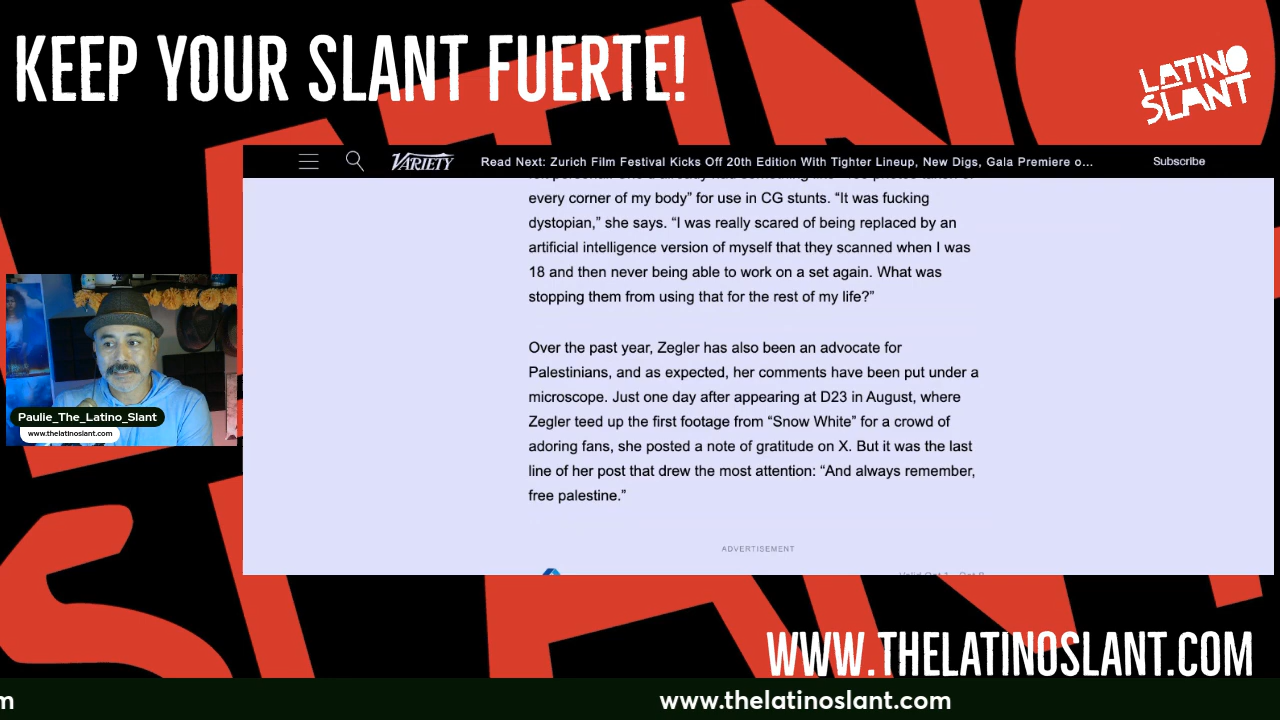 KEEP YOUR SLANT FUERTE!
LATINO
SLANT
VARIETY
Read Next: Zurich Film Festival Kicks Off 20th Edition With Tighter Lineup, New Digs, Gala Premiere o...
Subscribe
every corner of my body” for use in CG stunts. “It was fucking
dystopian,” she says. “I was really scared of being replaced by an
artificial intelligence version of myself that they scanned when I was
18 and then never being able to work on a set again. What was
stopping them from using that for the rest of my life?”
Over the past year, Zegler has also been an advocate for
Palestinians, and as expected, her comments have been put under a
microscope. Just one day after appearing at D23 in August, where
Zegler teed up the first footage from “Snow White” for a crowd of
adoring fans, she posted a note of gratitude on X. But it was the last
line of her post that drew the most attention: “And always remember,
free palestine.”
ADVERTISEMENT
Paulie_The_Latino_Slant
www.thelatinoslant.com
WWW.THELATINOSLANT.COM
m
www.thelatinoslant.com